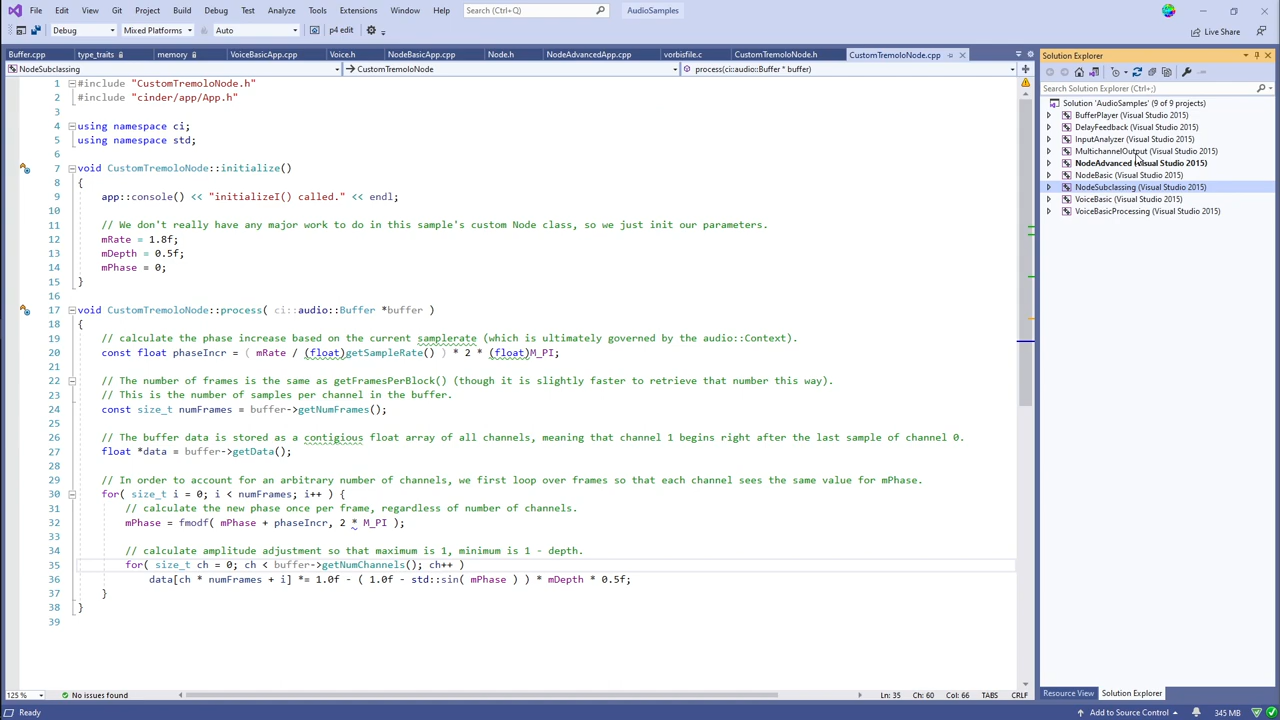 File Edit View Git Project Build Debug Test Analyze Tools Extensions Window Help Search (Ctrl+Q) AudioSamples
Debug Mixed Platforms Auto p4 edit Live Share
Buffer.cpp type_traits memory VoiceBasicApp.cpp Voice.h NodeBasicApp.cpp Node.h NodeAdvancedApp.cpp vorbisfile.c CustomTremoloNode.h CustomTremoloNode.cpp
NodeSubclassing CustomTremoloNode process(ci::audio::Buffer * buffer)
1 #include "CustomTremoloNode.h"
2 #include "cinder/app/App.h"
3
4 using namespace ci;
5 using namespace std;
6
7 void CustomTremoloNode::initialize()
8 {
9 app::console() << "initializeI() called." << endl;
10
11 // We don't really have any major work to do in this sample's custom Node class, so we just init our parameters.
12 mRate = 1.8f;
13 mDepth = 0.5f;
14 mPhase = 0;
15 }
16
17 void CustomTremoloNode::process( ci::audio::Buffer *buffer )
18 {
19 // calculate the phase increase based on the current samplerate (which is ultimately governed by the audio::Context).
20 const float phaseIncr = ( mRate / (float)getSampleRate() ) * 2 * (float)M_PI;
21
22 // The number of frames is the same as getFramesPerBlock() (though it is slightly faster to retrieve that number this way).
23 // This is the number of samples per channel in the buffer.
24 const size_t numFrames = buffer->getNumFrames();
25
26 // The buffer data is stored as a contigious float array of all channels, meaning that channel 1 begins right after the last sample of channel 0.
27 float *data = buffer->getData();
28
29 // In order to account for an arbitrary number of channels, we first loop over frames so that each channel sees the same value for mPhase.
30 for( size_t i = 0; i < numFrames; i++ ) {
31 // calculate the new phase once per frame, regardless of number of channels.
32 mPhase = fmodf( mPhase + phaseIncr, 2 * M_PI );
33
34 // calculate amplitude adjustment so that maximum is 1, minimum is 1 - depth.
35 for( size_t ch = 0; ch < buffer->getNumChannels(); ch++ )
36 data[ch * numFrames + i] *= 1.0f - ( 1.0f - std::sin( mPhase ) ) * mDepth * 0.5f;
37 }
38 }
39
125 % No issues found Ln: 35 Ch: 60 Col: 66 TABS CRLF
Solution Explorer
Search Solution Explorer (Ctrl+;)
Solution 'AudioSamples' (9 of 9 projects)
BufferPlayer (Visual Studio 2015)
DelayFeedback (Visual Studio 2015)
InputAnalyzer (Visual Studio 2015)
MultichannelOutput (Visual Studio 2015)
NodeAdvanced (Visual Studio 2015)
NodeBasic (Visual Studio 2015)
NodeSubclassing (Visual Studio 2015)
VoiceBasic (Visual Studio 2015)
VoiceBasicProcessing (Visual Studio 2015)
Resource View Solution Explorer
Ready Add to Source Control 345 MB